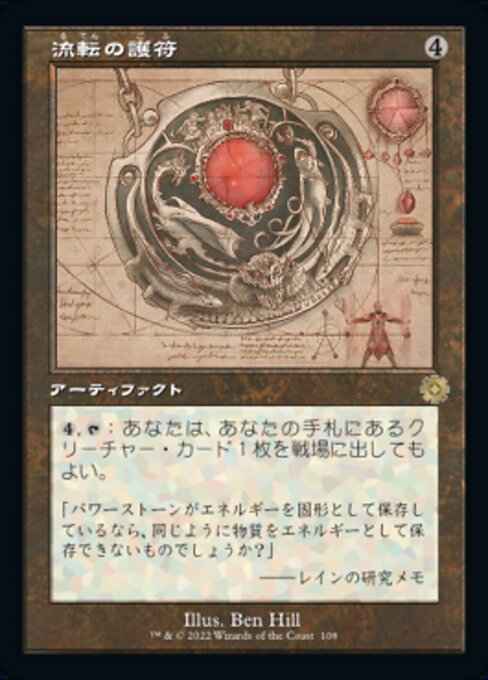 流転の護符
4
アーティファクト
4, T：あなたは、あなたの手札にあるク
リーチャー・カード１枚を戦場に出しても
よい。
「パワーストーンがエネルギーを固形として保存し
ているなら、同じように物質をエネルギーとして保
存できないものでしょうか？」
――レインの研究メモ
Illus. Ben Hill
™ & © 2022 Wizards of the Coast 108